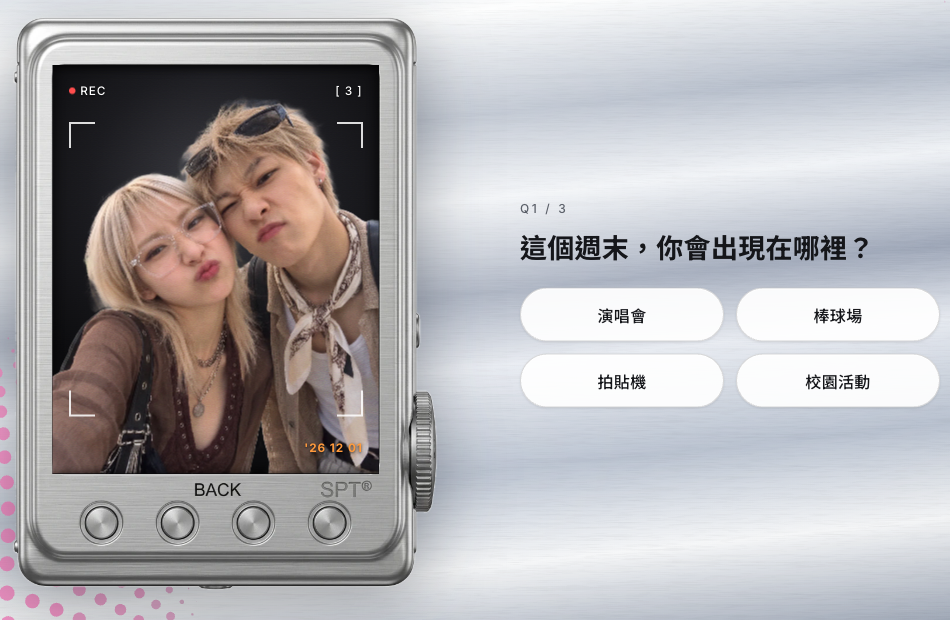 REC
[ 3 ]
'26 12 01
BACK
SPT®
Q1 / 3
這個週末，你會出現在哪裡？
演唱會
棒球場
拍貼機
校園活動